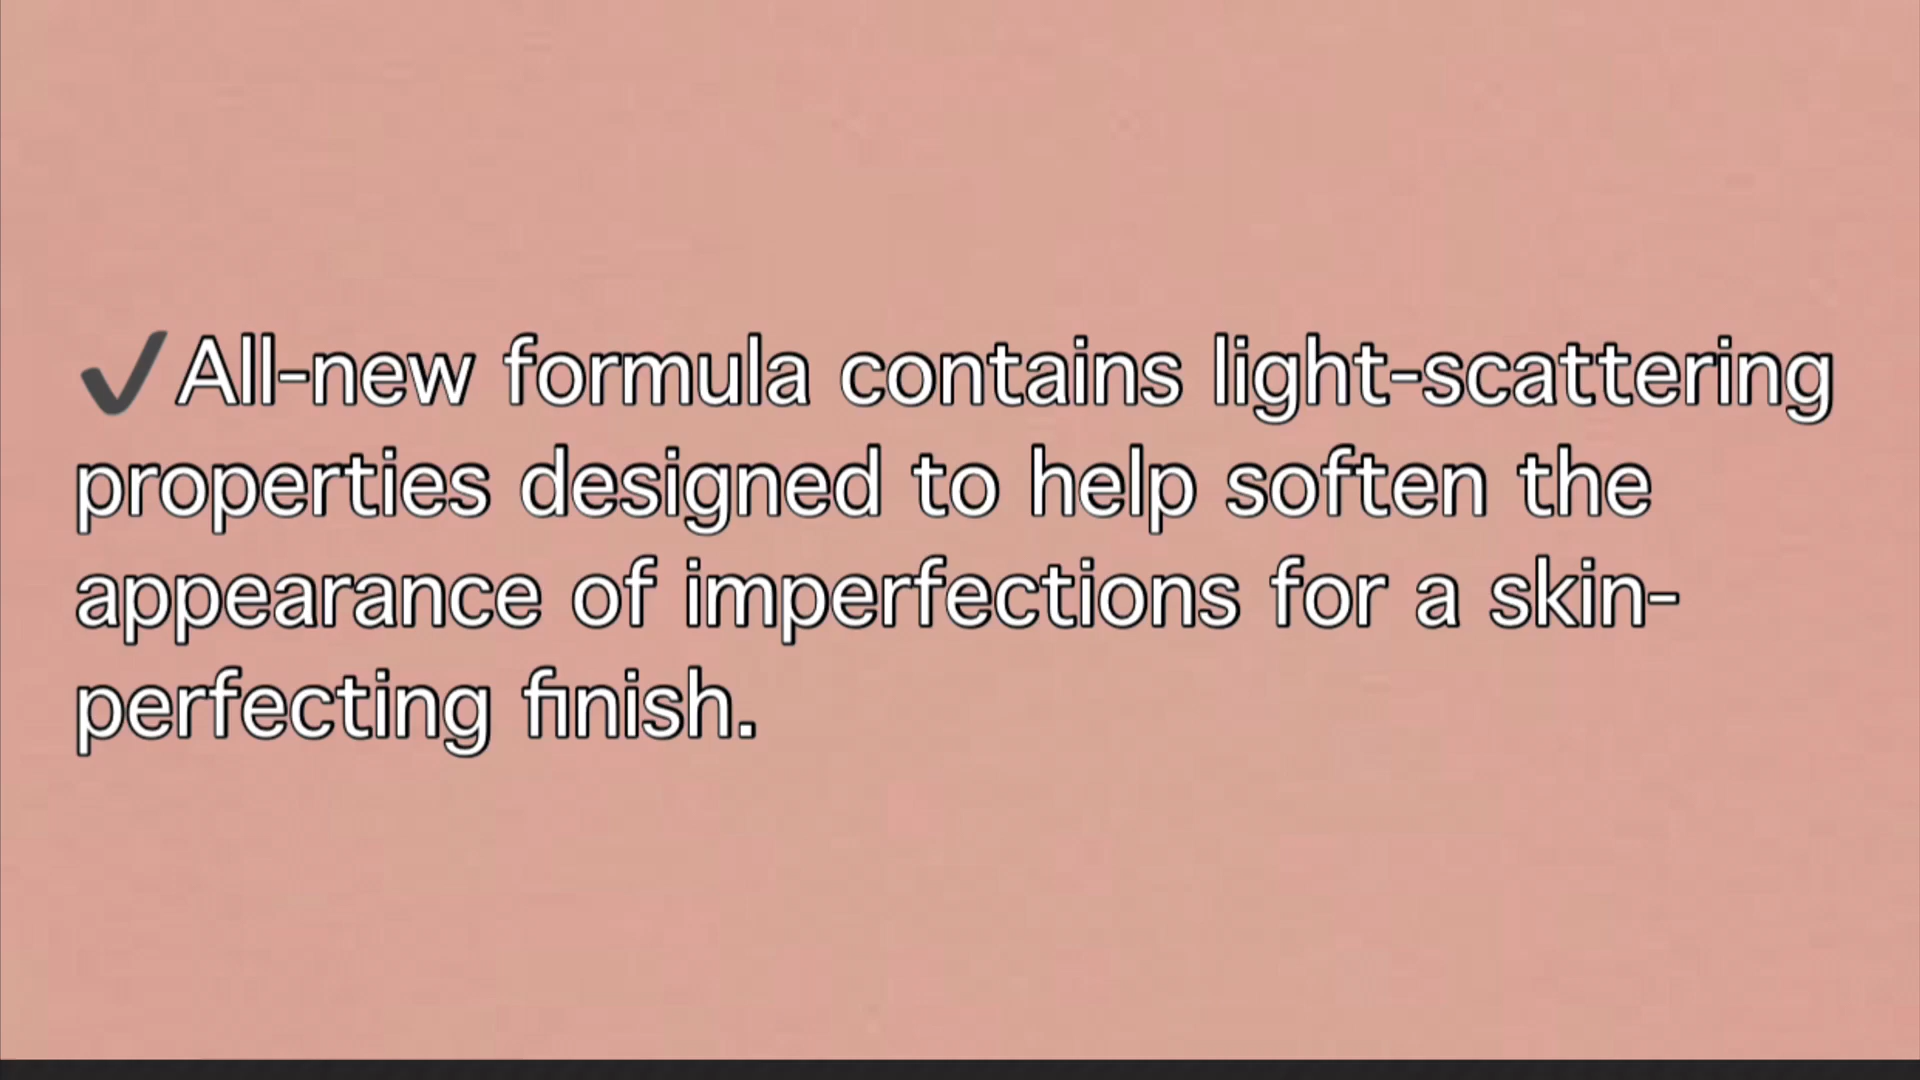 ✔All-new formula contains light-scattering
properties designed to help soften the
appearance of imperfections for a skin-
perfecting finish.